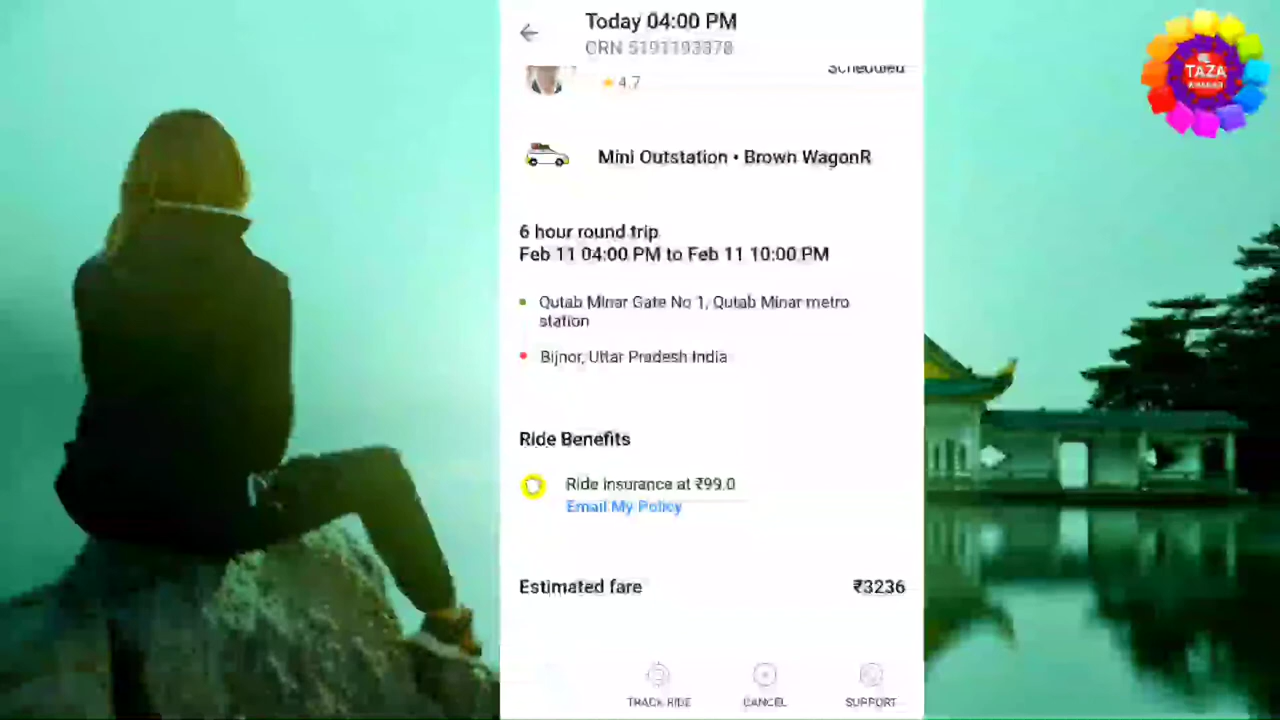 Today 04:00 PM
CRN 5191193378
Scheduled
4.7
Mini Outstation • Brown WagonR
6 hour round trip
Feb 11 04:00 PM to Feb 11 10:00 PM
Qutab Minar Gate No 1, Qutab Minar metro
station
Bijnor, Uttar Pradesh India
Ride Benefits
Ride insurance at ₹99.0
Email My Policy
Estimated fare ₹3236
TRACK RIDE CANCEL SUPPORT
TAZA
KHABAR